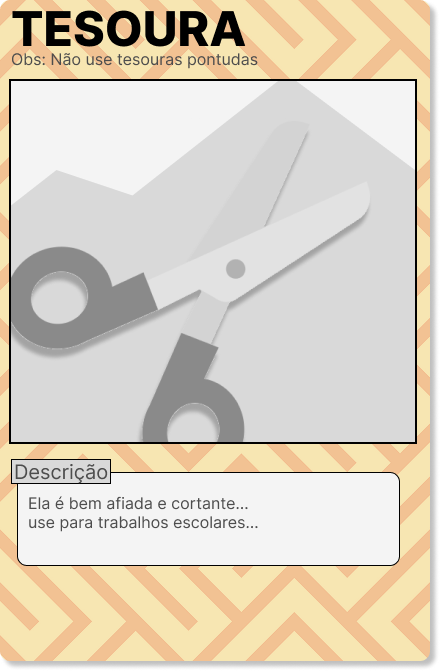 TESOURA
Obs: Não use tesouras pontudas
Descrição
Ela é bem afiada e cortante...
use para trabalhos escolares...